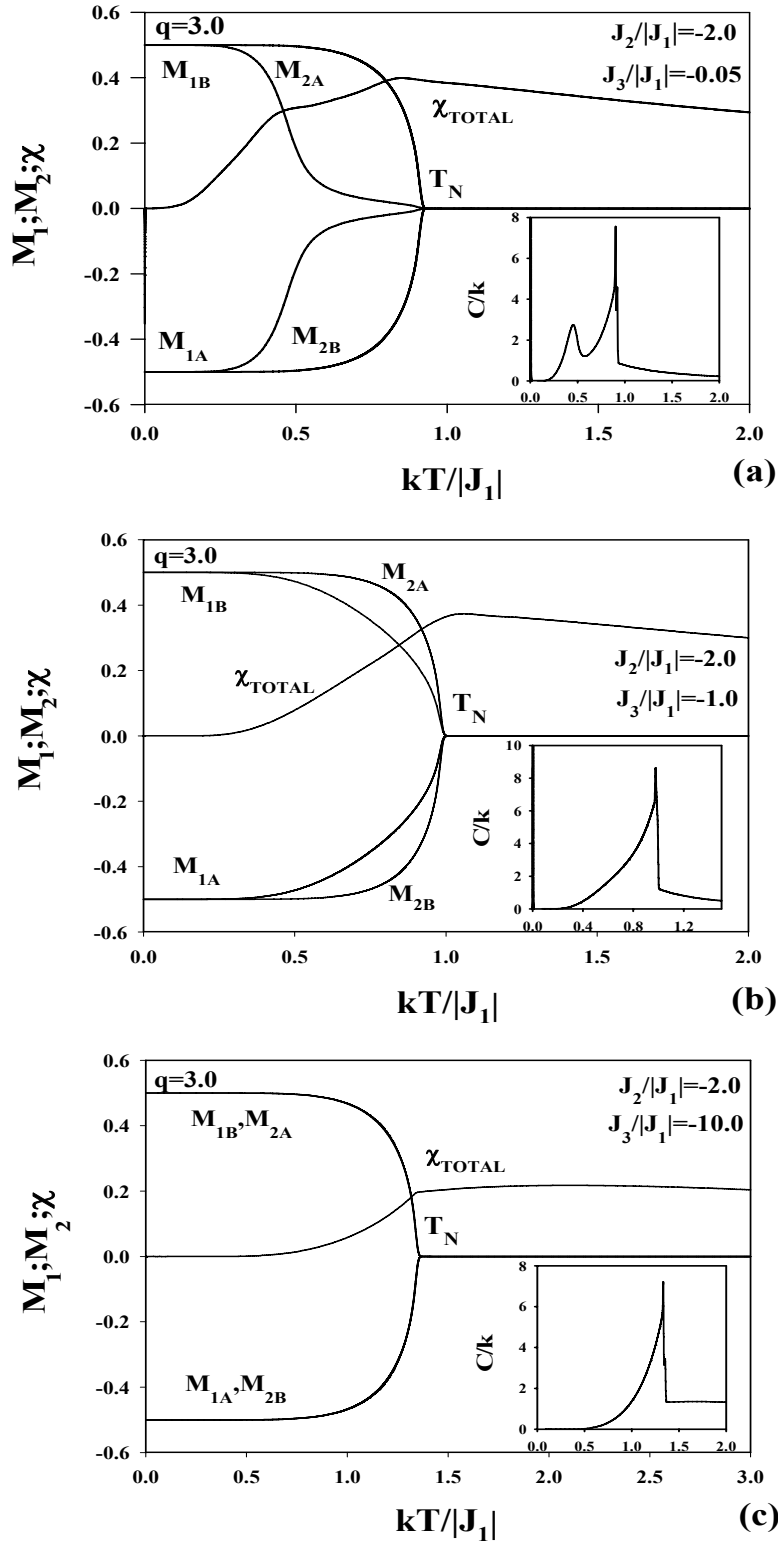 q=3.0
J2/|J1|=-2.0
J3/|J1|=-0.05
M1B
M2A
χTOTAL
TN
M1A
M2B
M1;M2;χ
0.6
0.4
0.2
0.0
-0.2
-0.4
-0.6
0.0 0.5 1.0 1.5 2.0
kT/|J1|
C/k
8
6
4
2
0
0.0 0.5 1.0 1.5 2.0
(a)
q=3.0
M2A
M1B
J2/|J1|=-2.0
J3/|J1|=-1.0
χTOTAL
TN
M1A
M2B
M1;M2;χ
0.6
0.4
0.2
0.0
-0.2
-0.4
-0.6
0.0 0.5 1.0 1.5 2.0
kT/|J1|
C/k
10
8
6
4
2
0
0.0 0.4 0.8 1.2
(b)
q=3.0
J2/|J1|=-2.0
J3/|J1|=-10.0
M1B,M2A
χTOTAL
TN
M1A,M2B
M1;M2;χ
0.6
0.4
0.2
0.0
-0.2
-0.4
-0.6
0.0 0.5 1.0 1.5 2.0 2.5 3.0
kT/|J1|
C/k
8
6
4
2
0
0.0 0.5 1.0 1.5 2.0
(c)